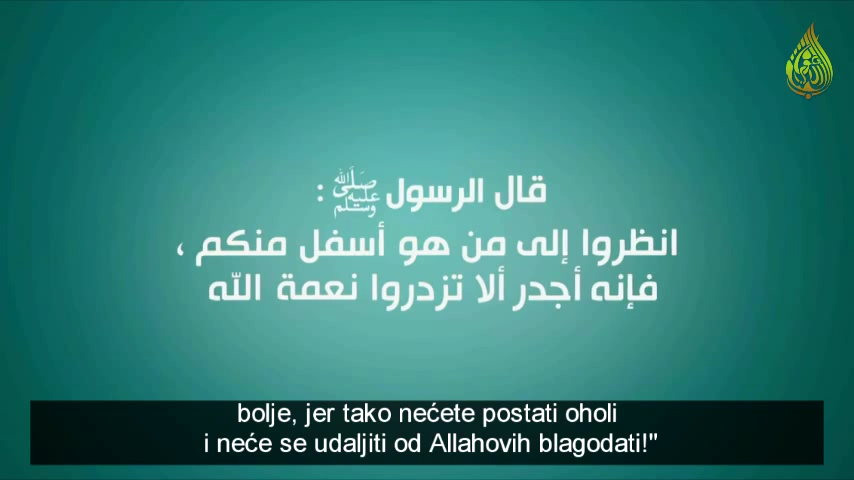 قال الرسول ﷺ :
انظروا إلى من هو أسفل منكم ،
فإنه أجدر ألا تزدروا نعمة الله
bolje, jer tako nećete postati oholi
i neće se udaljiti od Allahovih blagodati!"